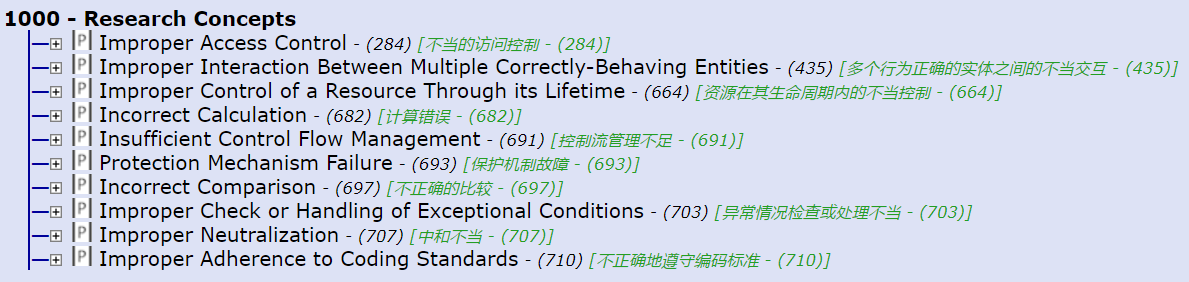 1000 - Research Concepts
P Improper Access Control - (284) [不当的访问控制 - (284)]
P Improper Interaction Between Multiple Correctly-Behaving Entities - (435) [多个行为正确的实体之间的不当交互 - (435)]
P Improper Control of a Resource Through its Lifetime - (664) [资源在其生命周期内的不当控制 - (664)]
P Incorrect Calculation - (682) [计算错误 - (682)]
P Insufficient Control Flow Management - (691) [控制流管理不足 - (691)]
P Protection Mechanism Failure - (693) [保护机制故障 - (693)]
P Incorrect Comparison - (697) [不正确的比较 - (697)]
P Improper Check or Handling of Exceptional Conditions - (703) [异常情况检查或处理不当 - (703)]
P Improper Neutralization - (707) [中和不当 - (707)]
P Improper Adherence to Coding Standards - (710) [不正确地遵守编码标准 - (710)]